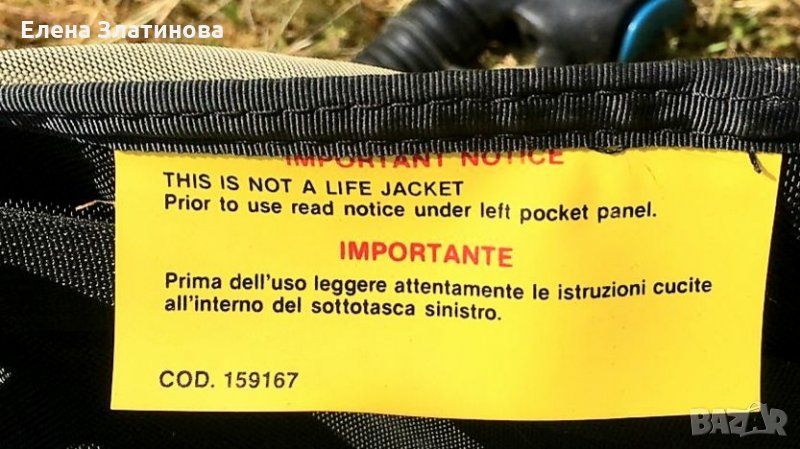 Елена Златинова
IMPORTANT NOTICE
THIS IS NOT A LIFE JACKET
Prior to use read notice under left pocket panel.
IMPORTANTE
Prima dell'uso leggere attentamente le istruzioni cucite
all'interno del sottotasca sinistro.
COD. 159167
BAZAR